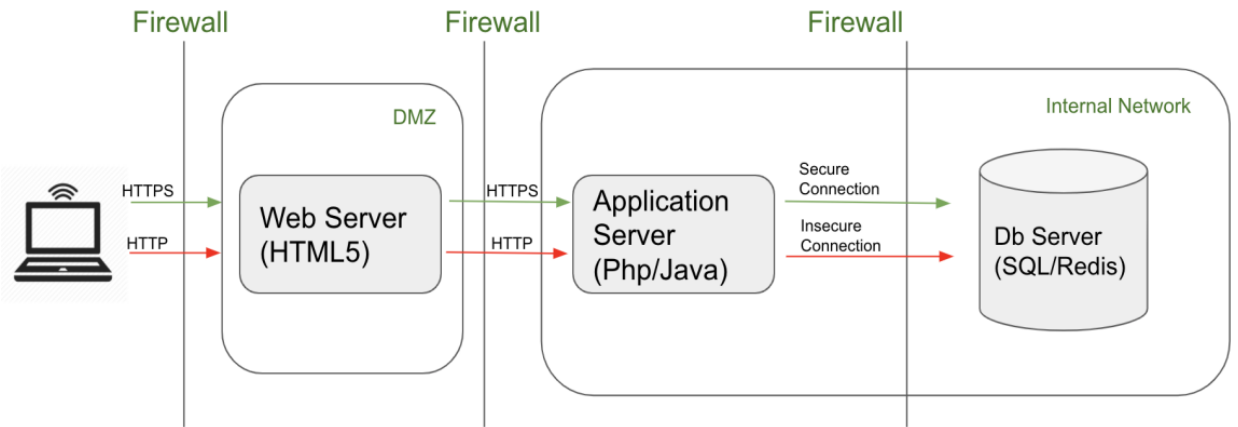 Firewall
Firewall
Firewall
DMZ
Internal Network
HTTPS
HTTP
Web Server
(HTML5)
HTTPS
HTTP
Application
Server
(Php/Java)
Secure
Connection
Insecure
Connection
Db Server
(SQL/Redis)